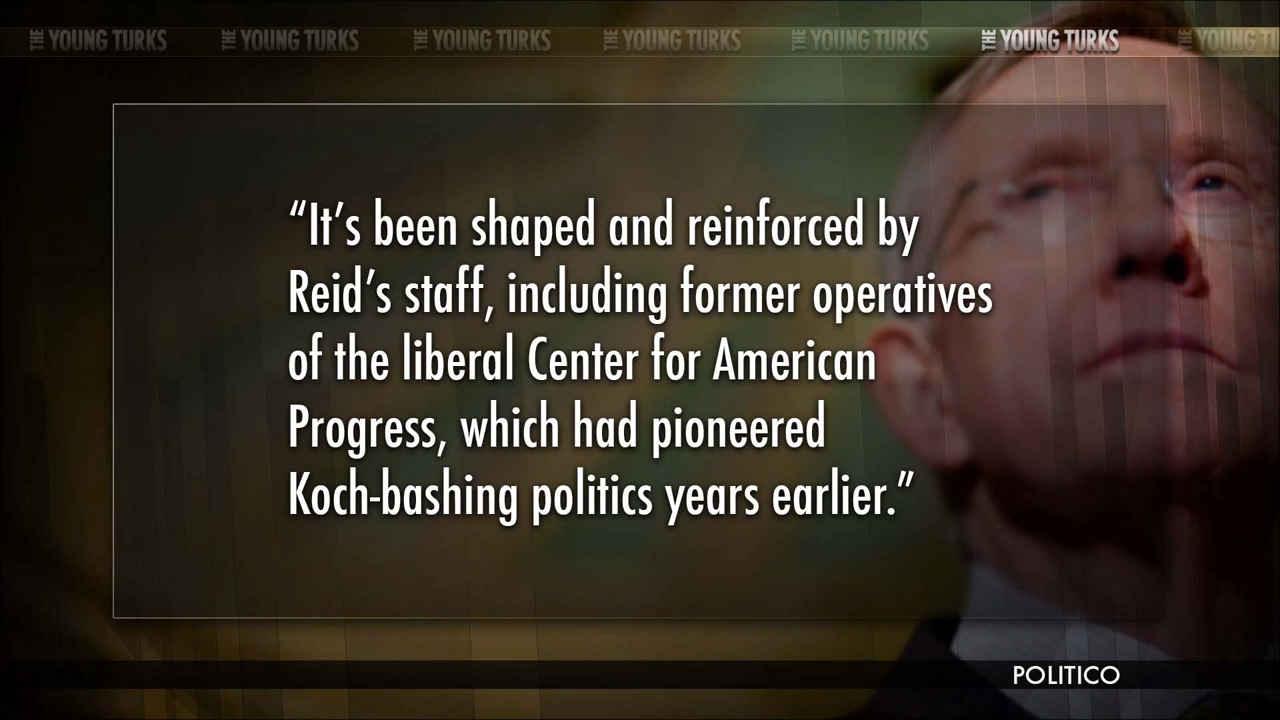 THE YOUNG TURKS THE YOUNG TURKS THE YOUNG TURKS THE YOUNG TURKS THE YOUNG TURKS THE YOUNG TURKS THE YOUNG T
“It’s been shaped and reinforced by
Reid’s staff, including former operatives
of the liberal Center for American
Progress, which had pioneered
Koch-bashing politics years earlier.”
POLITICO